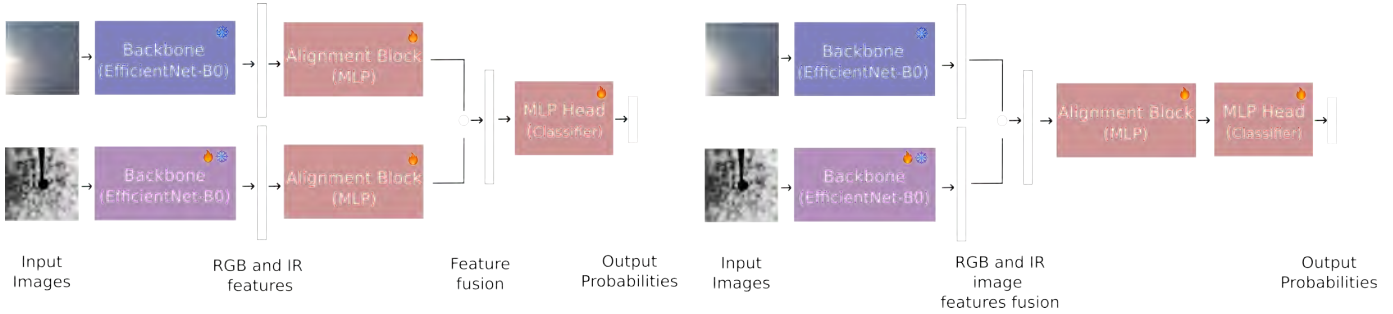 Backbone
(EfficientNet-B0)
Alignment Block
(MLP)
MLP Head
(Classifier)
Backbone
(EfficientNet-B0)
Alignment Block
(MLP)
Input
Images
RGB and IR
features
Feature
fusion
Output
Probabilities
Backbone
(EfficientNet-B0)
Alignment Block
(MLP)
MLP Head
(Classifier)
Backbone
(EfficientNet-B0)
Input
Images
RGB and IR
image
features fusion
Output
Probabilities